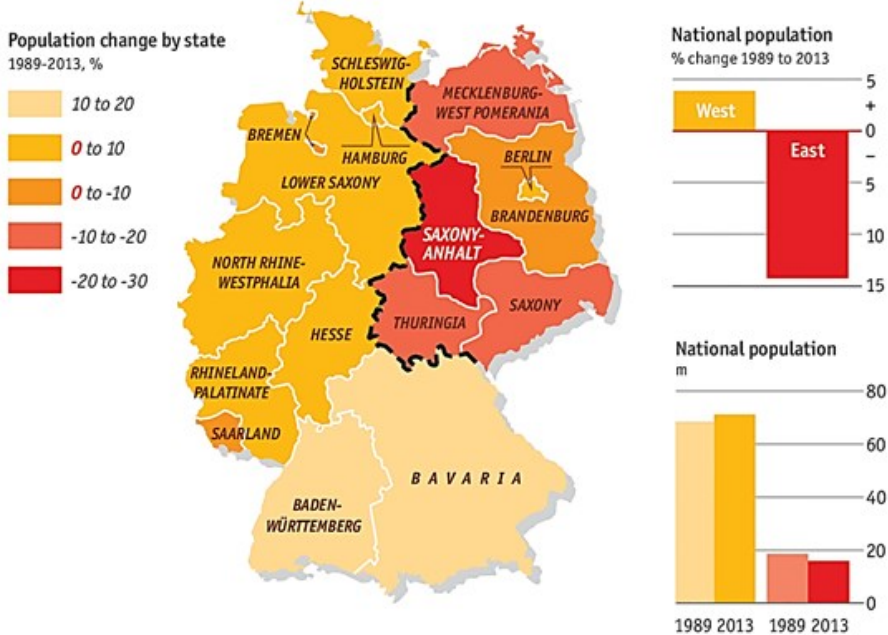 Population change by state
1989-2013, %
10 to 20
0 to 10
0 to -10
-10 to -20
-20 to -30
SCHLESWIG-
HOLSTEIN
MECKLENBURG-
WEST POMERANIA
BREMEN
HAMBURG
BERLIN
LOWER SAXONY
BRANDENBURG
SAXONY-
ANHALT
NORTH RHINE-
WESTPHALIA
HESSE
THURINGIA
SAXONY
RHINELAND-
PALATINATE
SAARLAND
BAVARIA
BADEN-
WÜRTTEMBERG
National population
% change 1989 to 2013
West
East
5
+
0
–
5
10
15
National population
m
80
60
40
20
0
1989 2013 1989 2013